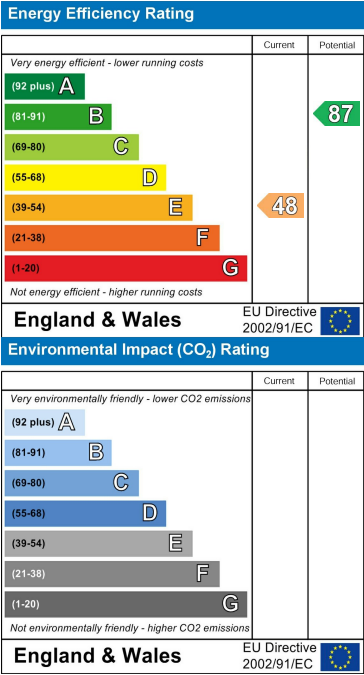 Energy Efficiency Rating
Current Potential
Very energy efficient - lower running costs
(92 plus) A
(81-91) B
87
(69-80) C
(55-68) D
(39-54) E
48
(21-38) F
(1-20) G
Not energy efficient - higher running costs
England & Wales
EU Directive
2002/91/EC
Environmental Impact (CO₂) Rating
Current Potential
Very environmentally friendly - lower CO2 emissions
(92 plus) A
(81-91) B
(69-80) C
(55-68) D
(39-54) E
(21-38) F
(1-20) G
Not environmentally friendly - higher CO2 emissions
England & Wales
EU Directive
2002/91/EC